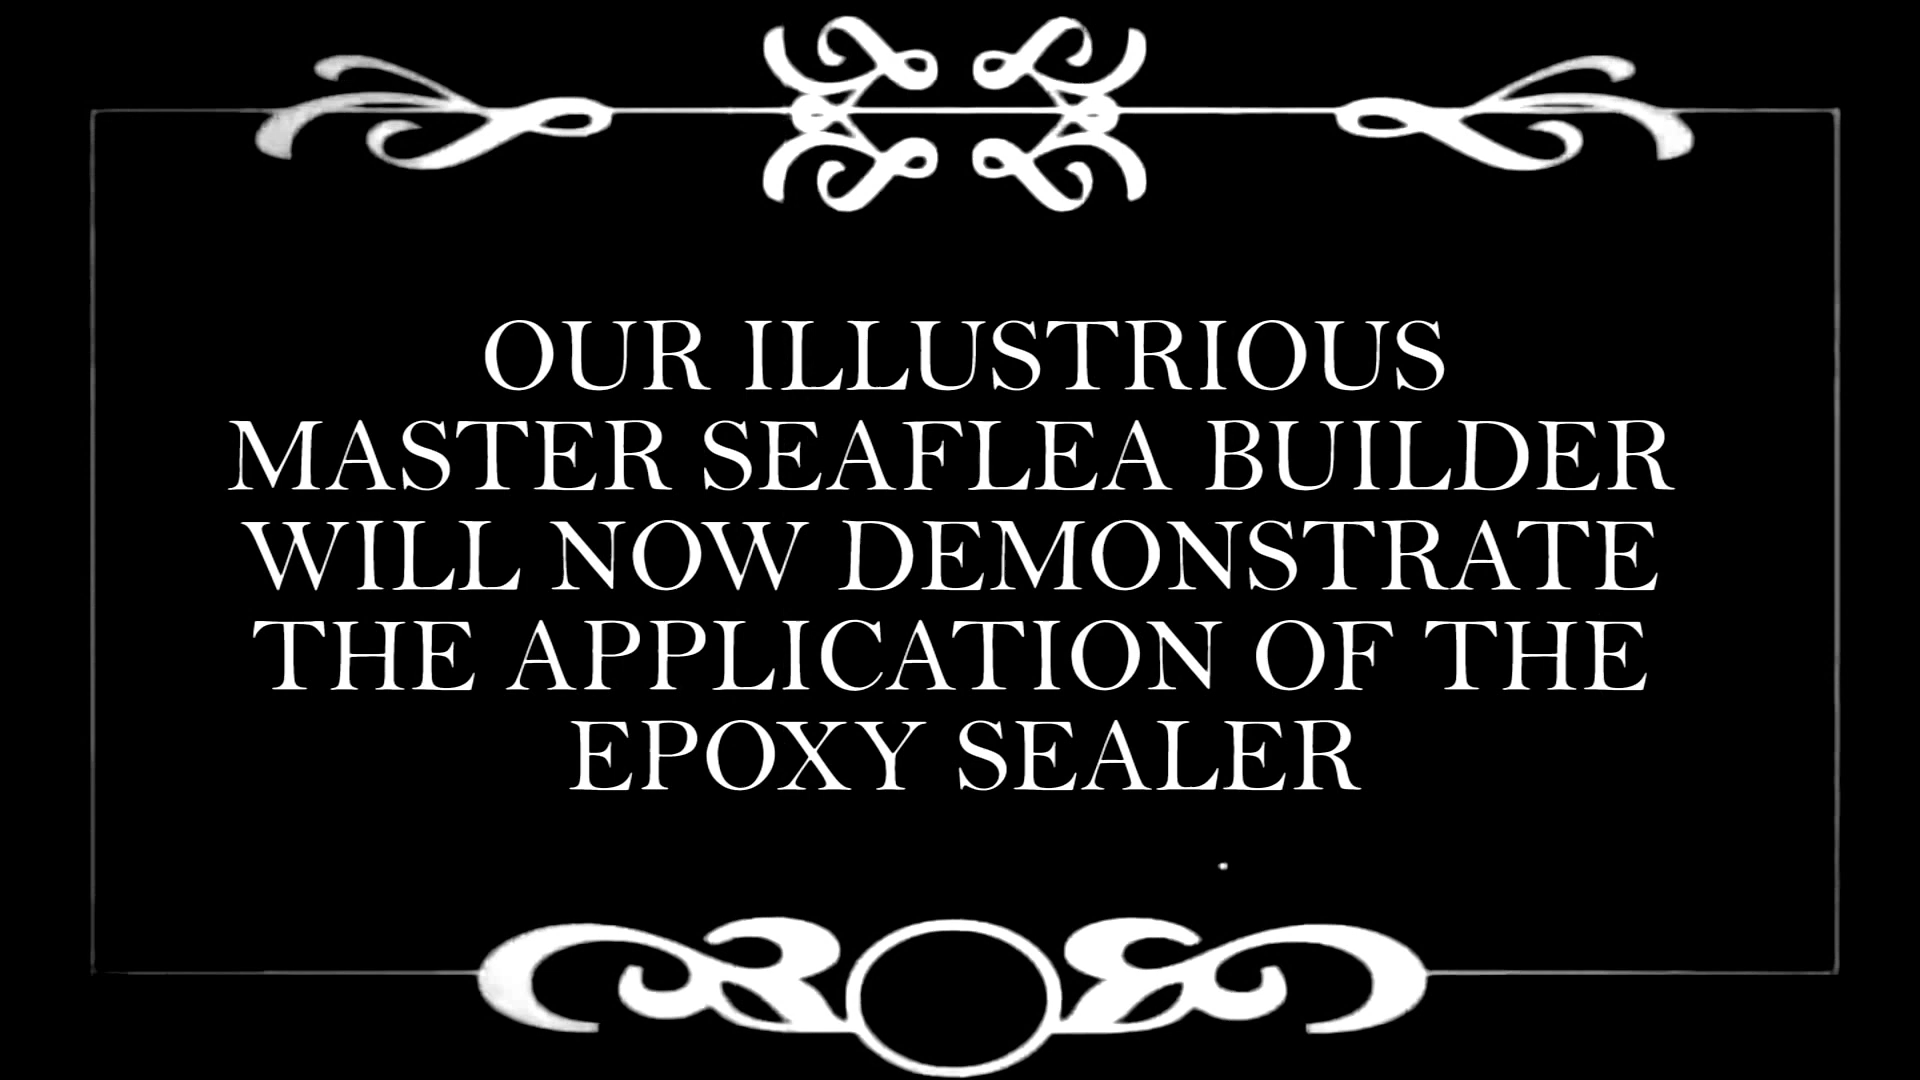 OUR ILLUSTRIOUS
MASTER SEAFLEA BUILDER
WILL NOW DEMONSTRATE
THE APPLICATION OF THE
EPOXY SEALER